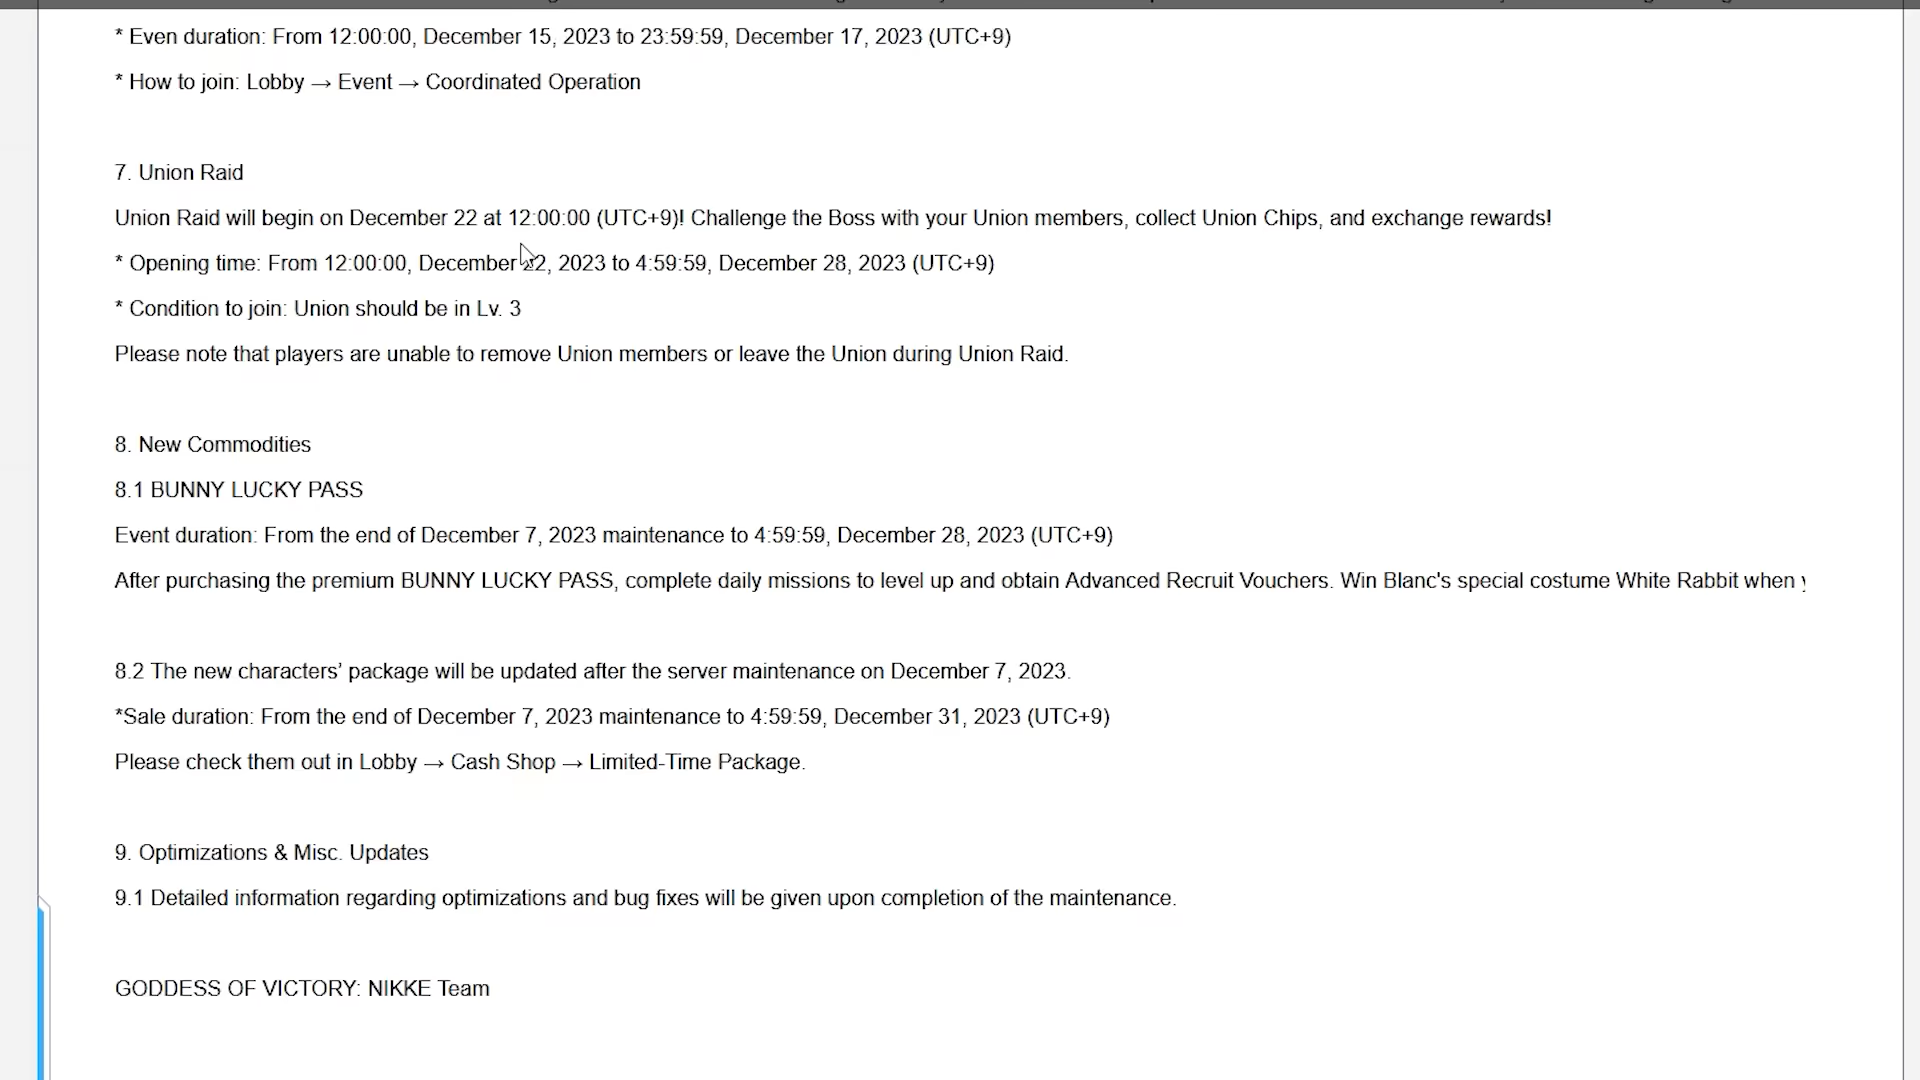 * Even duration: From 12:00:00, December 15, 2023 to 23:59:59, December 17, 2023 (UTC+9)
* How to join: Lobby → Event → Coordinated Operation
7. Union Raid
Union Raid will begin on December 22 at 12:00:00 (UTC+9)! Challenge the Boss with your Union members, collect Union Chips, and exchange rewards!
* Opening time: From 12:00:00, December 22, 2023 to 4:59:59, December 28, 2023 (UTC+9)
* Condition to join: Union should be in Lv. 3
Please note that players are unable to remove Union members or leave the Union during Union Raid.
8. New Commodities
8.1 BUNNY LUCKY PASS
Event duration: From the end of December 7, 2023 maintenance to 4:59:59, December 28, 2023 (UTC+9)
After purchasing the premium BUNNY LUCKY PASS, complete daily missions to level up and obtain Advanced Recruit Vouchers. Win Blanc's special costume White Rabbit when
8.2 The new characters’ package will be updated after the server maintenance on December 7, 2023.
*Sale duration: From the end of December 7, 2023 maintenance to 4:59:59, December 31, 2023 (UTC+9)
Please check them out in Lobby → Cash Shop → Limited-Time Package.
9. Optimizations & Misc. Updates
9.1 Detailed information regarding optimizations and bug fixes will be given upon completion of the maintenance.
GODDESS OF VICTORY: NIKKE Team